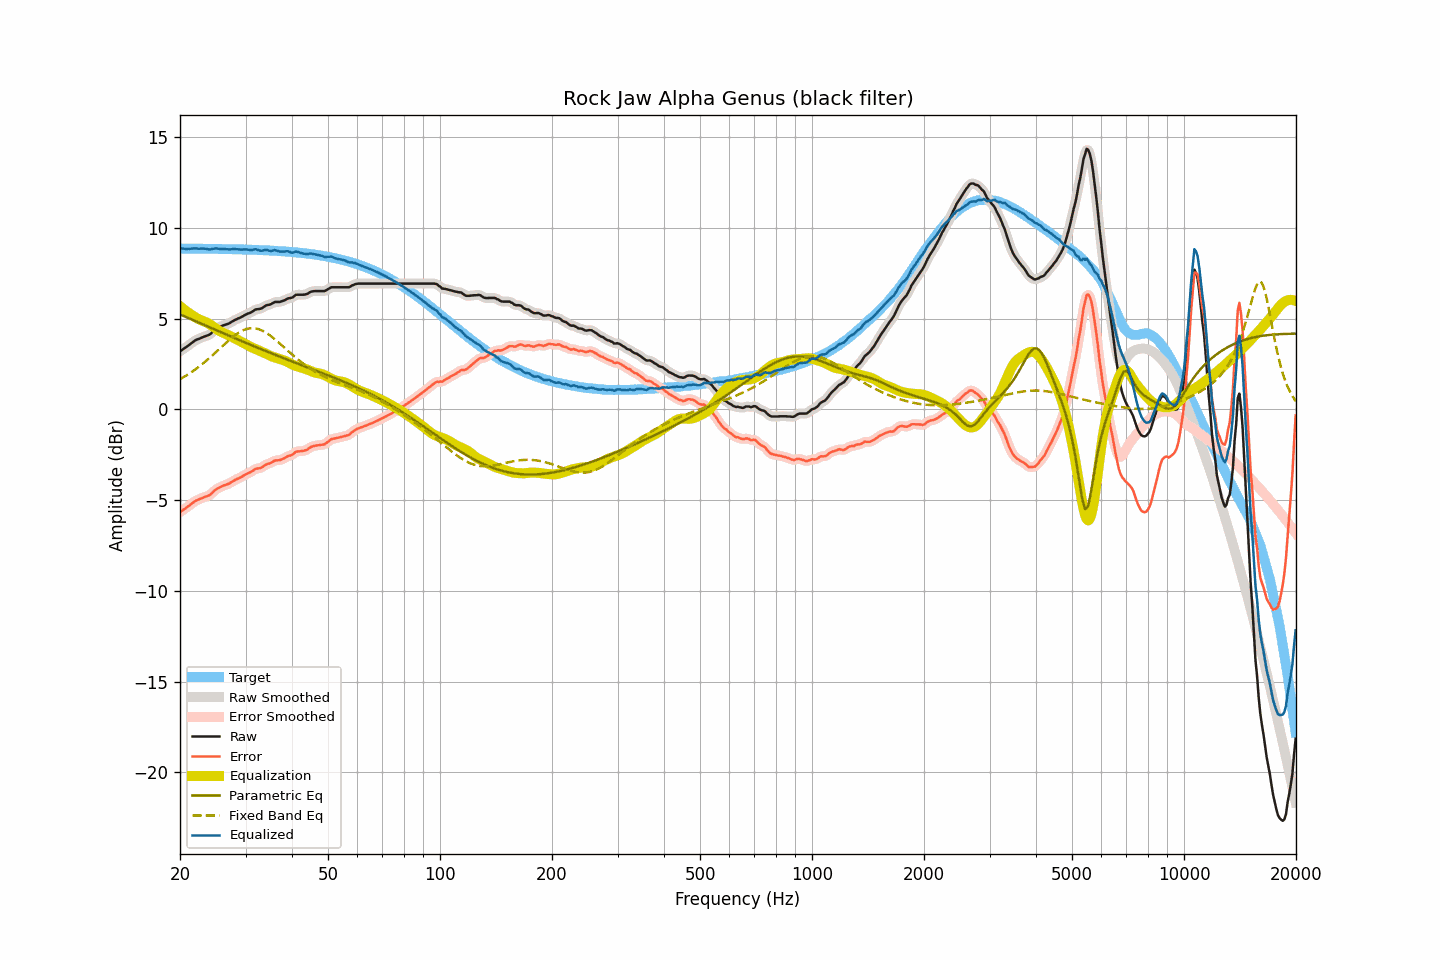 Rock Jaw Alpha Genus (black filter)
15
10
5
0
−5
−10
−15
−20
Amplitude (dBr)
Target
Raw Smoothed
Error Smoothed
Raw
Error
Equalization
Parametric Eq
Fixed Band Eq
Equalized
20 50 100 200 500 1000 2000 5000 10000 20000
Frequency (Hz)